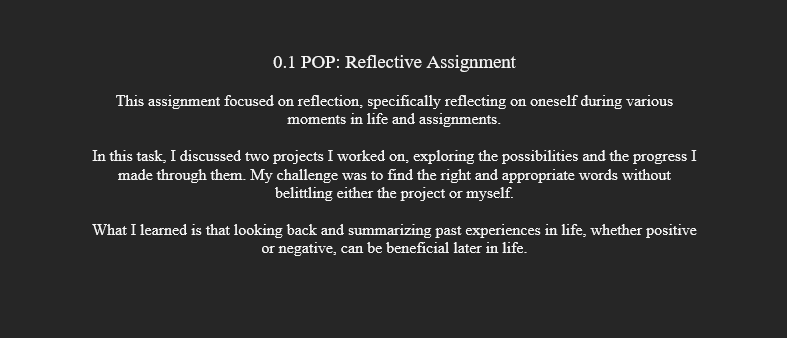 0.1 POP: Reflective Assignment
This assignment focused on reflection, specifically reflecting on oneself during various
moments in life and assignments.
In this task, I discussed two projects I worked on, exploring the possibilities and the progress I
made through them. My challenge was to find the right and appropriate words without
belittling either the project or myself.
What I learned is that looking back and summarizing past experiences in life, whether positive
or negative, can be beneficial later in life.